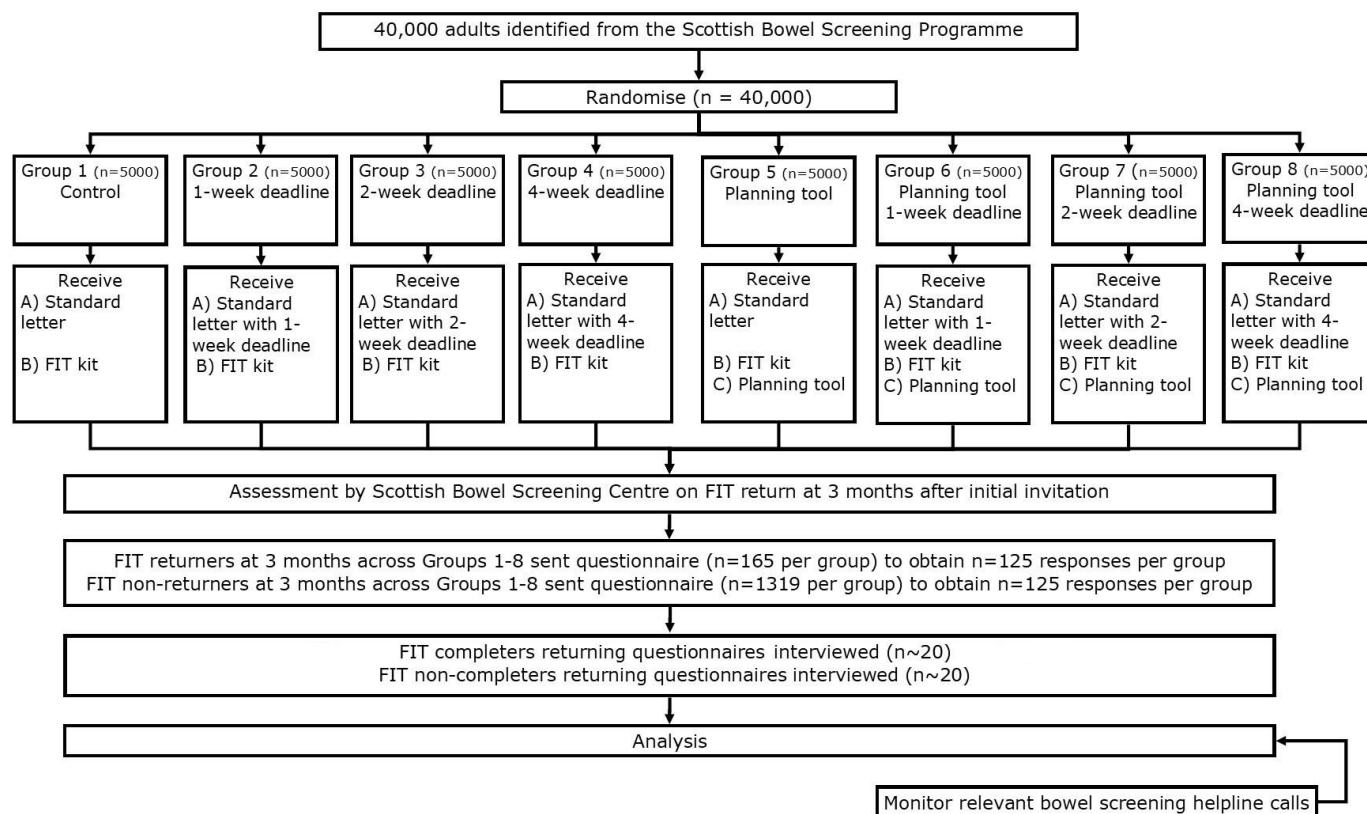 40,000 adults identified from the Scottish Bowel Screening Programme
Randomise (n = 40,000)
Group 1 (n=5000)
Control
Group 2 (n=5000)
1-week deadline
Group 3 (n=5000)
2-week deadline
Group 4 (n=5000)
4-week deadline
Group 5 (n=5000)
Planning tool
Group 6 (n=5000)
Planning tool
1-week deadline
Group 7 (n=5000)
Planning tool
2-week deadline
Group 8 (n=5000)
Planning tool
4-week deadline
Receive
A) Standard
letter
B) FIT kit
Receive
A) Standard
letter with 1-
week deadline
B) FIT kit
Receive
A) Standard
letter with 2-
week deadline
B) FIT kit
Receive
A) Standard
letter with 4-
week deadline
B) FIT kit
Receive
A) Standard
letter
B) FIT kit
C) Planning tool
Receive
A) Standard
letter with 1-
week deadline
B) FIT kit
C) Planning tool
Receive
A) Standard
letter with 2-
week deadline
B) FIT kit
C) Planning tool
Receive
A) Standard
letter with 4-
week deadline
B) FIT kit
C) Planning tool
Assessment by Scottish Bowel Screening Centre on FIT return at 3 months after initial invitation
FIT returners at 3 months across Groups 1-8 sent questionnaire (n=165 per group) to obtain n=125 responses per group
FIT non-returners at 3 months across Groups 1-8 sent questionnaire (n=1319 per group) to obtain n=125 responses per group
FIT completers returning questionnaires interviewed (n~20)
FIT non-completers returning questionnaires interviewed (n~20)
Analysis
Monitor relevant bowel screening helpline calls